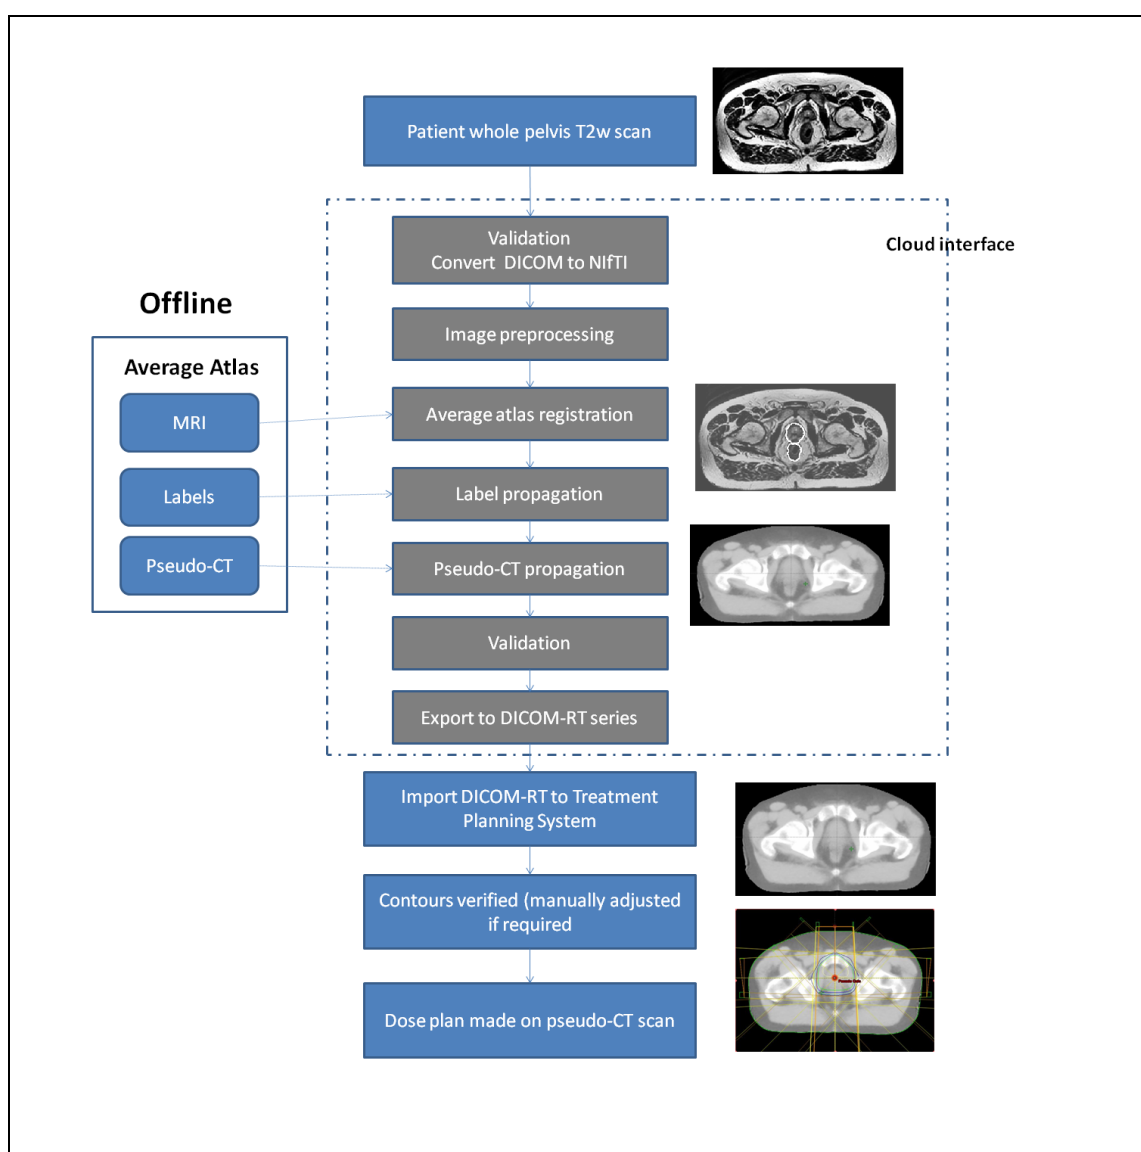 Patient whole pelvis T2w scan
Cloud interface
Validation
Convert DICOM to NIfTI
Offline
Image preprocessing
Average Atlas
MRI
Average atlas registration
Labels
Label propagation
Pseudo-CT
Pseudo-CT propagation
Validation
Export to DICOM-RT series
Import DICOM-RT to Treatment
Planning System
Contours verified (manually adjusted
if required
Dose plan made on pseudo-CT scan